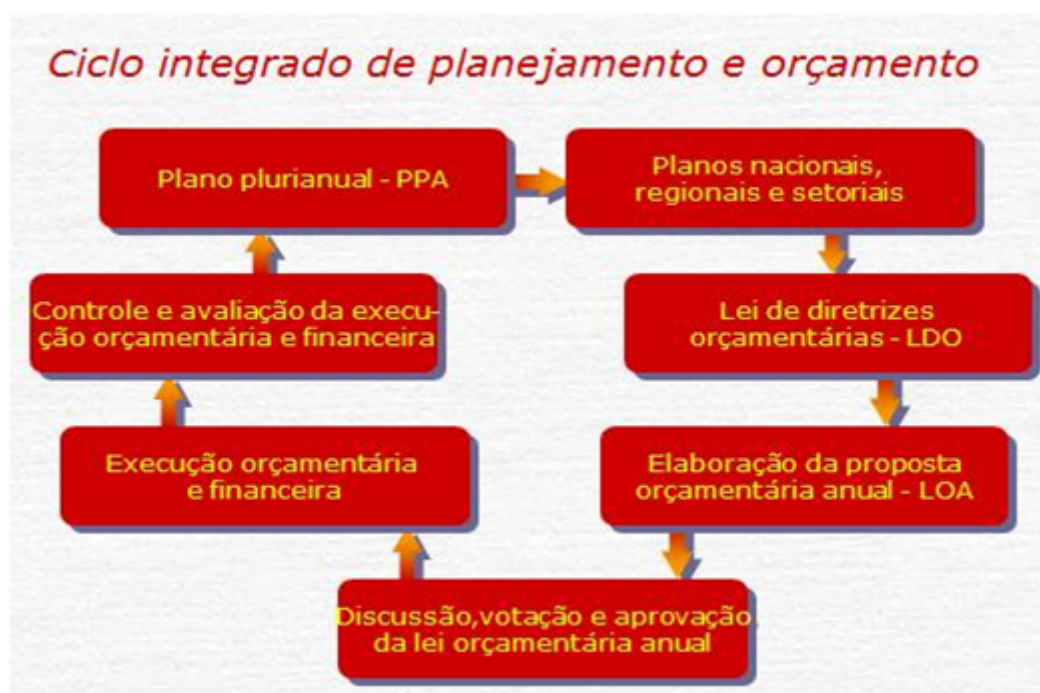 Ciclo integrado de planejamento e orçamento
Plano plurianual - PPA
Planos nacionais,
regionais e setoriais
Lei de diretrizes
orçamentárias - LDO
Elaboração da proposta
orçamentária anual - LOA
Discussão,votação e aprovação
da lei orçamentária anual
Execução orçamentária
e financeira
Controle e avaliação da execu-
ção orçamentária e financeira